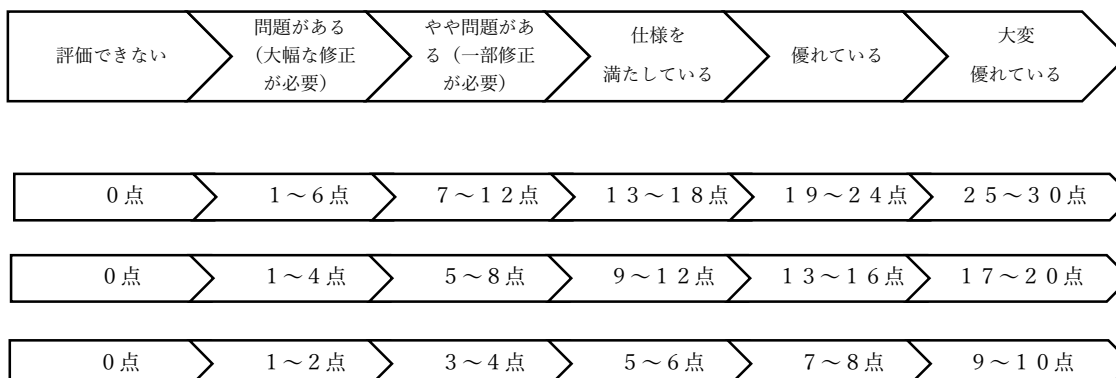 評価できない
問題がある
（大幅な修正
が必要）
やや問題があ
る（一部修正
が必要）
仕様を
満たしている
優れている
大変
優れている
０点
１～６点
７～１２点
１３～１８点
１９～２４点
２５～３０点
０点
１～４点
５～８点
９～１２点
１３～１６点
１７～２０点
０点
１～２点
３～４点
５～６点
７～８点
９～１０点